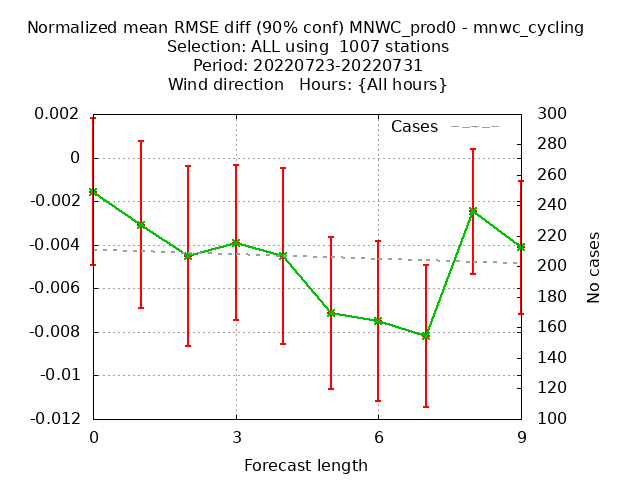 Normalized mean RMSE diff (90% conf) MNWC_prod0 - mnwc_cycling
Selection: ALL using  1007 stations
Period: 20220723-20220731
Wind direction   Hours: {All hours}
Cases
0.002
0
-0.002
-0.004
-0.006
-0.008
-0.01
-0.012
300
280
260
240
220
200
180
160
140
120
100
No cases
0 3 6 9
Forecast length